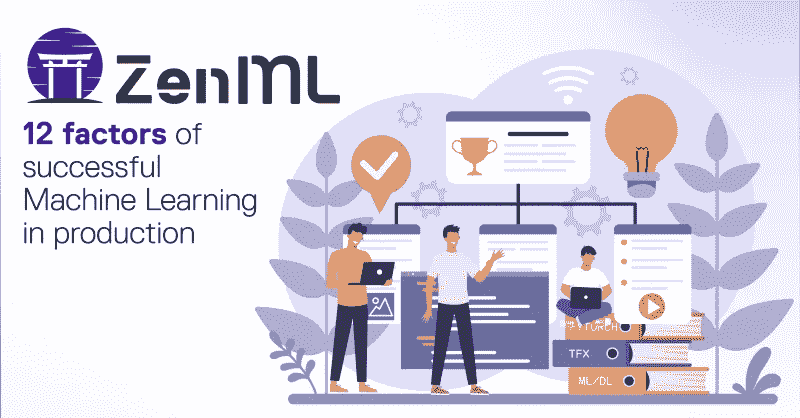 ZenML
12 factors of
successful
Machine Learning
in production
TFX
ML/DL